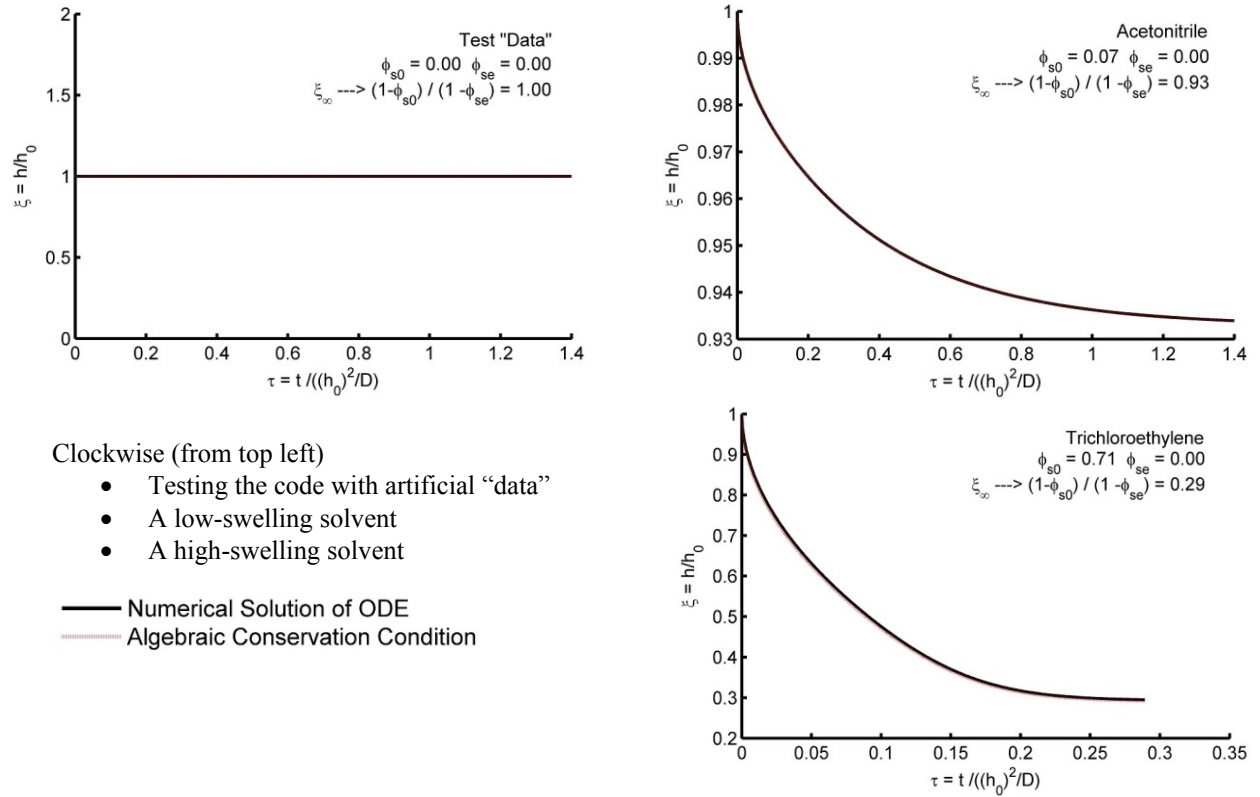 2
1.5
1
0.5
0
ξ = h/h0
Test "Data"
ϕs0 = 0.00 ϕse = 0.00
ξ∞ ---> (1-ϕs0) / (1 -ϕse) = 1.00
0 0.2 0.4 0.6 0.8 1 1.2 1.4
τ = t /((h0)2/D)
1
0.99
0.98
0.97
0.96
0.95
0.94
0.93
ξ = h/h0
Acetonitrile
ϕs0 = 0.07 ϕse = 0.00
ξ∞ ---> (1-ϕs0) / (1 -ϕse) = 0.93
0 0.2 0.4 0.6 0.8 1 1.2 1.4
τ = t /((h0)2/D)
Clockwise (from top left)
• Testing the code with artificial “data”
• A low-swelling solvent
• A high-swelling solvent
Numerical Solution of ODE
Algebraic Conservation Condition
1
0.9
0.8
0.7
0.6
0.5
0.4
0.3
0.2
ξ = h/h0
Trichloroethylene
ϕs0 = 0.71 ϕse = 0.00
ξ∞ ---> (1-ϕs0) / (1 -ϕse) = 0.29
0 0.05 0.1 0.15 0.2 0.25 0.3 0.35
τ = t /((h0)2/D)